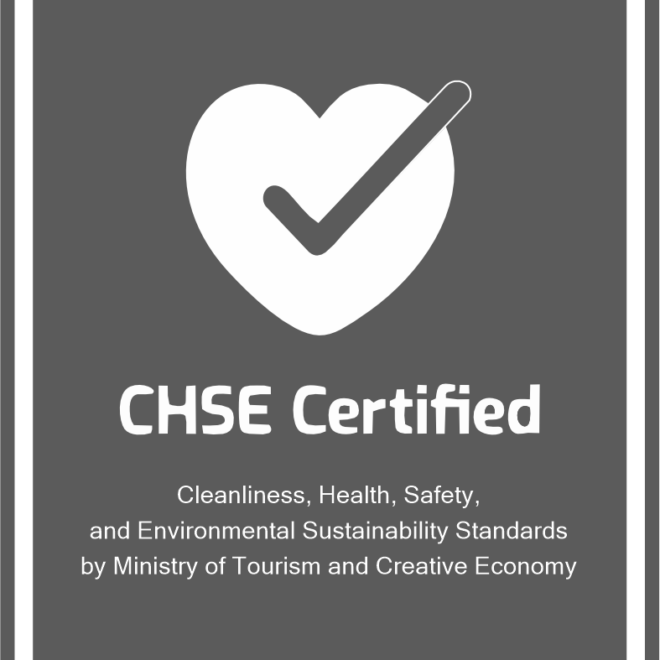 CHSE Certified
Cleanliness, Health, Safety,
and Environmental Sustainability Standards
by Ministry of Tourism and Creative Economy